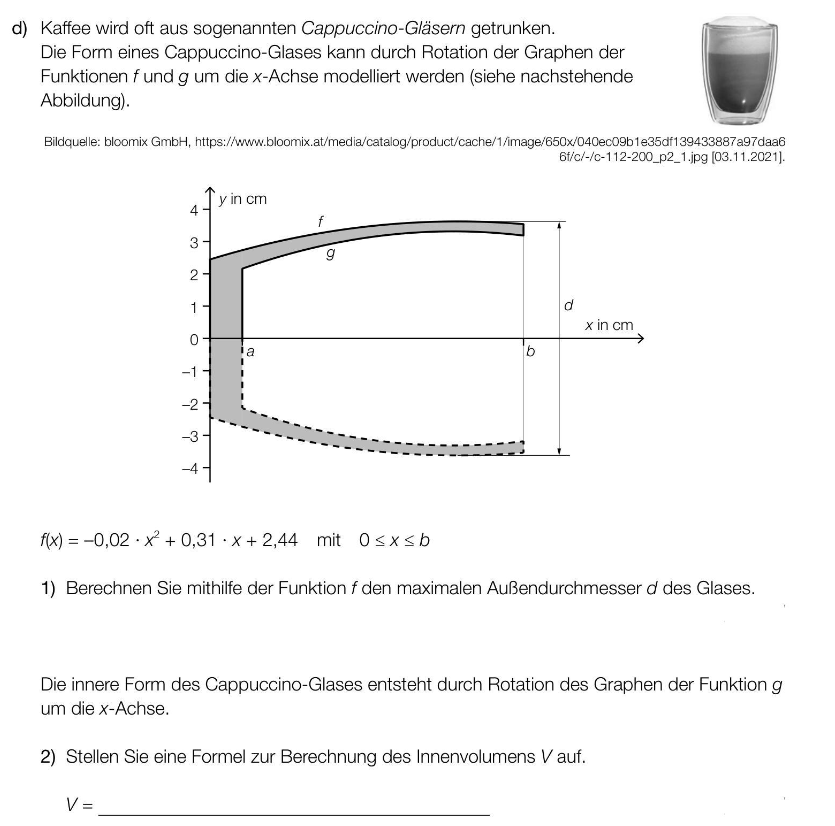 d) Kaffee wird oft aus sogenannten Cappuccino-Gläsern getrunken.
Die Form eines Cappuccino-Glases kann durch Rotation der Graphen der
Funktionen f und g um die x-Achse modelliert werden (siehe nachstehende
Abbildung).
Bildquelle: bloomix GmbH, https://www.bloomix.at/media/catalog/product/cache/1/image/650x/040ec09b1e35df139433887a97daa6
6f/c/-/c-112-200_p2_1.jpg [03.11.2021].
y in cm
4
f
3
g
2
1
d
x in cm
0
a
b
–1
–2
–3
–4
f(x) = –0,02 · x² + 0,31 · x + 2,44 mit 0 ≤ x ≤ b
1) Berechnen Sie mithilfe der Funktion f den maximalen Außendurchmesser d des Glases.
Die innere Form des Cappuccino-Glases entsteht durch Rotation des Graphen der Funktion g
um die x-Achse.
2) Stellen Sie eine Formel zur Berechnung des Innenvolumens V auf.
V =